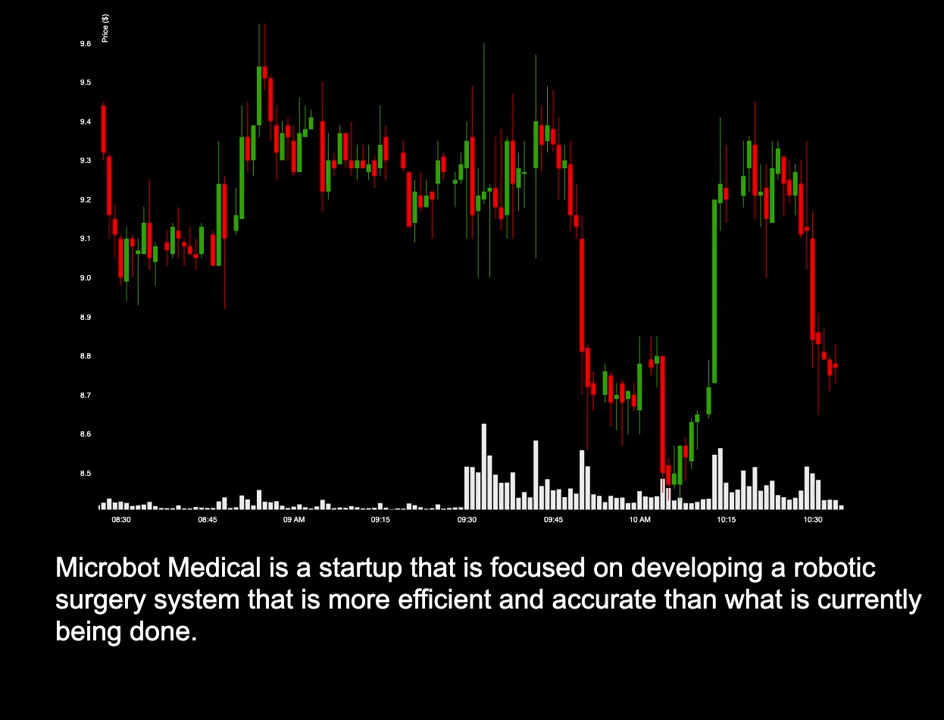 Price ($)
9.6
9.5
9.4
9.3
9.2
9.1
9.0
8.9
8.8
8.7
8.6
8.5
08:30 08:45 09 AM 09:15 09:30 09:45 10 AM 10:15 10:30
Microbot Medical is a startup that is focused on developing a robotic
surgery system that is more efficient and accurate than what is currently
being done.